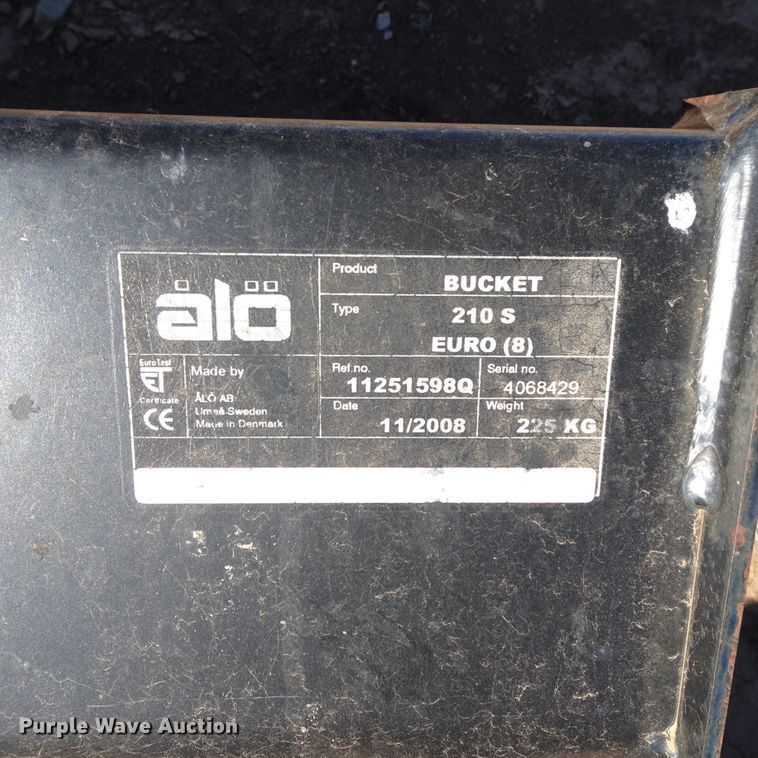 ålö
Product
BUCKET
Type
210 S
EURO (8)
EuroTest
ET
Certificate
CE
Made by
ÅLÖ AB
Umeå Sweden
Made in Denmark
Ref.no.
11251598Q
Serial no.
4068429
Date
11/2008
Weight
225 KG
Purple Wave Auction